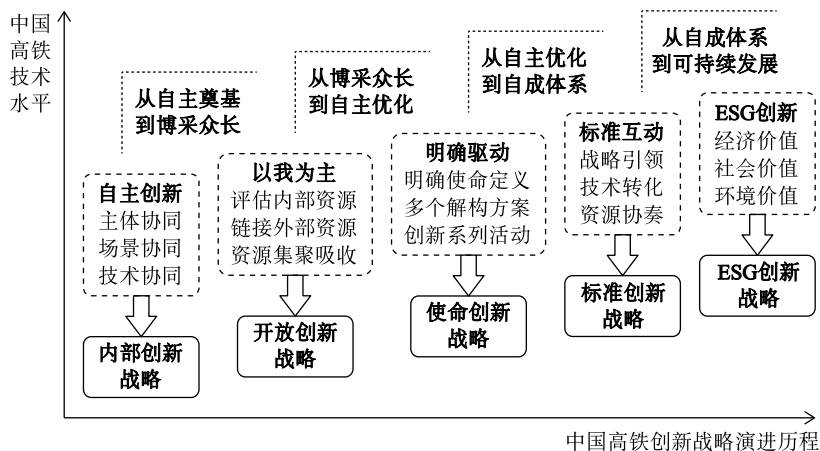 中国
高铁
技术
水平
从自主奠基
到博采众长
从博采众长
到自主优化
从自主优化
到自成体系
从自成体系
到可持续发展
自主创新
主体协同
场景协同
技术协同
以我为主
评估内部资源
链接外部资源
资源集聚吸收
明确驱动
明确使命定义
多个解构方案
创新系列活动
标准互动
战略引领
技术转化
资源协奏
ESG创新
经济价值
社会价值
环境价值
内部创新
战略
开放创新
战略
使命创新
战略
标准创新
战略
ESG创新
战略
中国高铁创新战略演进历程